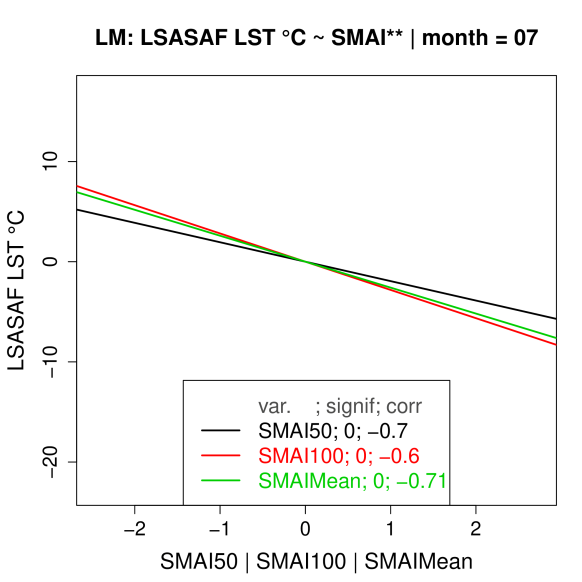 LM: LSASAF LST °C ~ SMAI** | month = 07
LSASAF LST °C
10
0
−10
−20
var. ; signif; corr
SMAI50; 0; −0.7
SMAI100; 0; −0.6
SMAIMean; 0; −0.71
−2 −1 0 1 2
SMAI50 | SMAI100 | SMAIMean